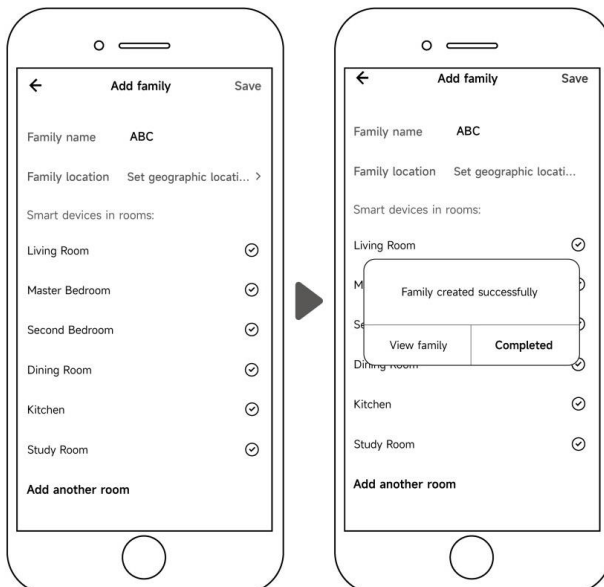 Add family Save
Family name ABC
Family location Set geographic locati... >
Smart devices in rooms:
Living Room
Master Bedroom
Second Bedroom
Dining Room
Kitchen
Study Room
Add another room
Add family Save
Family name ABC
Family location Set geographic locati...
Smart devices in rooms:
Living Room
M
Family created successfully
Se
View family Completed
Dining Room
Kitchen
Study Room
Add another room